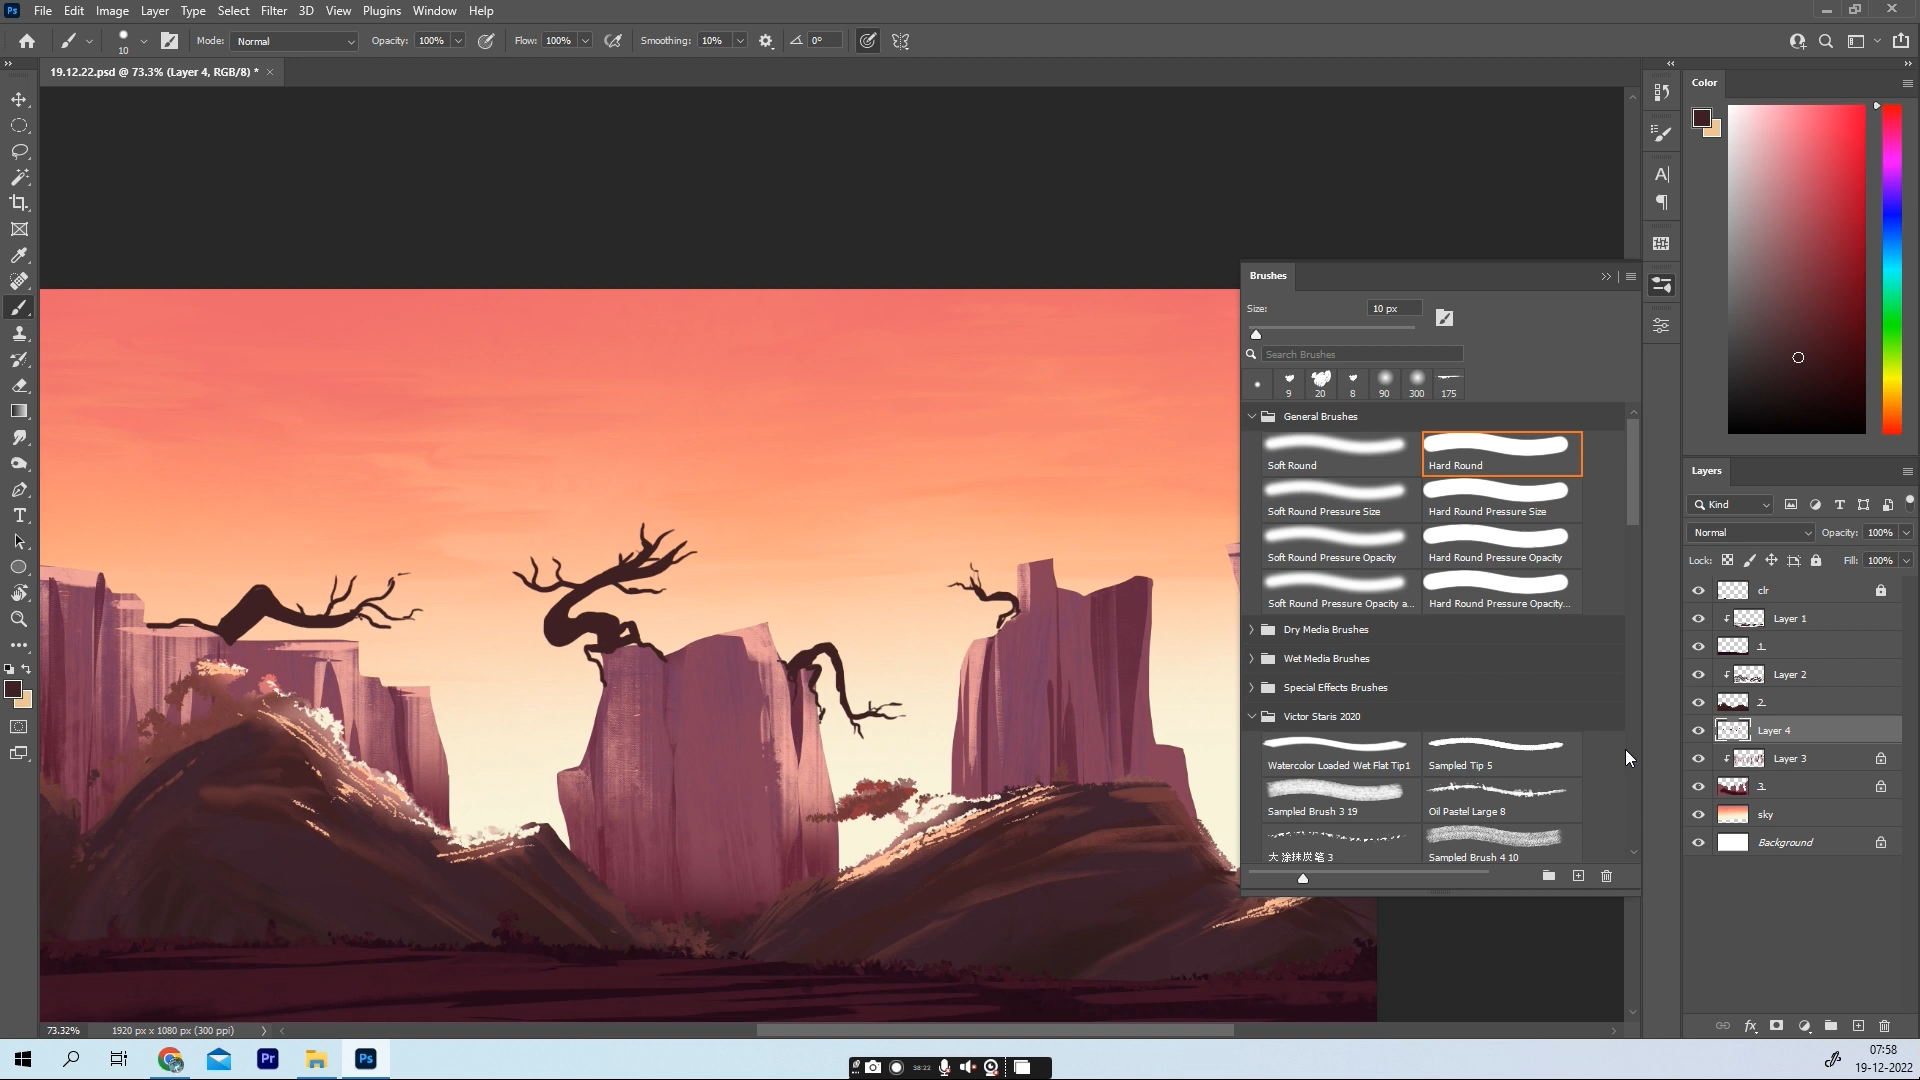 Ps File Edit Image Layer Type Select Filter 3D View Plugins Window Help
10 Mode: Normal Opacity: 100% Flow: 100% Smoothing: 10% 0°
19.12.22.psd @ 73.3% (Layer 4, RGB/8) *
Color
Brushes
Size: 10 px
Search Brushes
9 20 8 90 300 175
General Brushes
Soft Round Hard Round
Soft Round Pressure Size Hard Round Pressure Size
Soft Round Pressure Opacity Hard Round Pressure Opacity
Soft Round Pressure Opacity a... Hard Round Pressure Opacity...
Dry Media Brushes
Wet Media Brushes
Special Effects Brushes
Victor Staris 2020
Watercolor Loaded Wet Flat Tip1 Sampled Tip 5
Sampled Brush 3 19 Oil Pastel Large 8
大 涂抹炭笔 3 Sampled Brush 4 10
Layers
Kind
Normal Opacity: 100%
Lock: Fill: 100%
clr
Layer 1
1
Layer 2
2
Layer 4
Layer 3
3
sky
Background
fx
73.32% 1920 px x 1080 px (300 ppi)
Pr Ps
38:22
07:58
19-12-2022